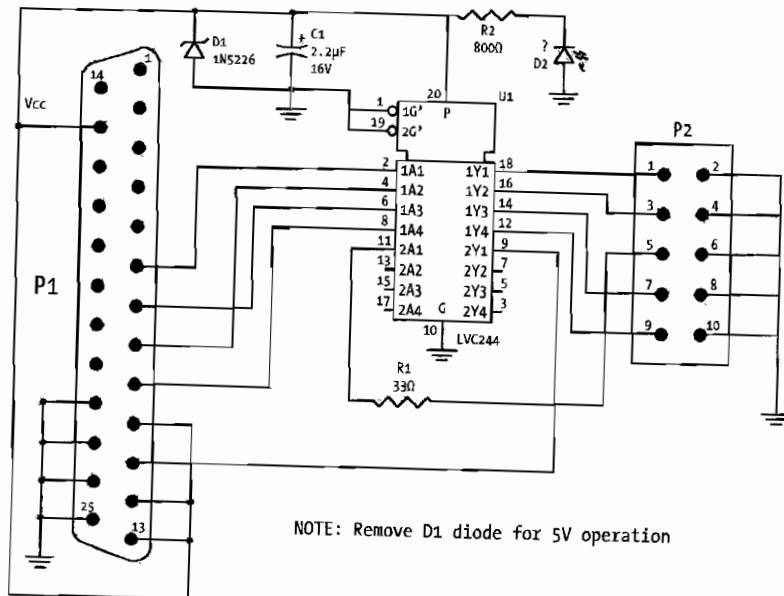 D1
1N5226
+
C1
2.2µF
16V
R2
800Ω
?
D2
1
14
Vcc
P1
25
13
U1
20
P
1
1G'
19
2G'
2
1A1
1Y1
18
4
1A2
1Y2
16
6
1A3
1Y3
14
8
1A4
1Y4
12
11
2A1
2Y1
9
13
2A2
2Y2
7
15
2A3
2Y3
5
17
2A4
2Y4
3
G
10
LVC244
R1
33Ω
P2
1
2
3
4
5
6
7
8
9
10
NOTE: Remove D1 diode for 5V operation